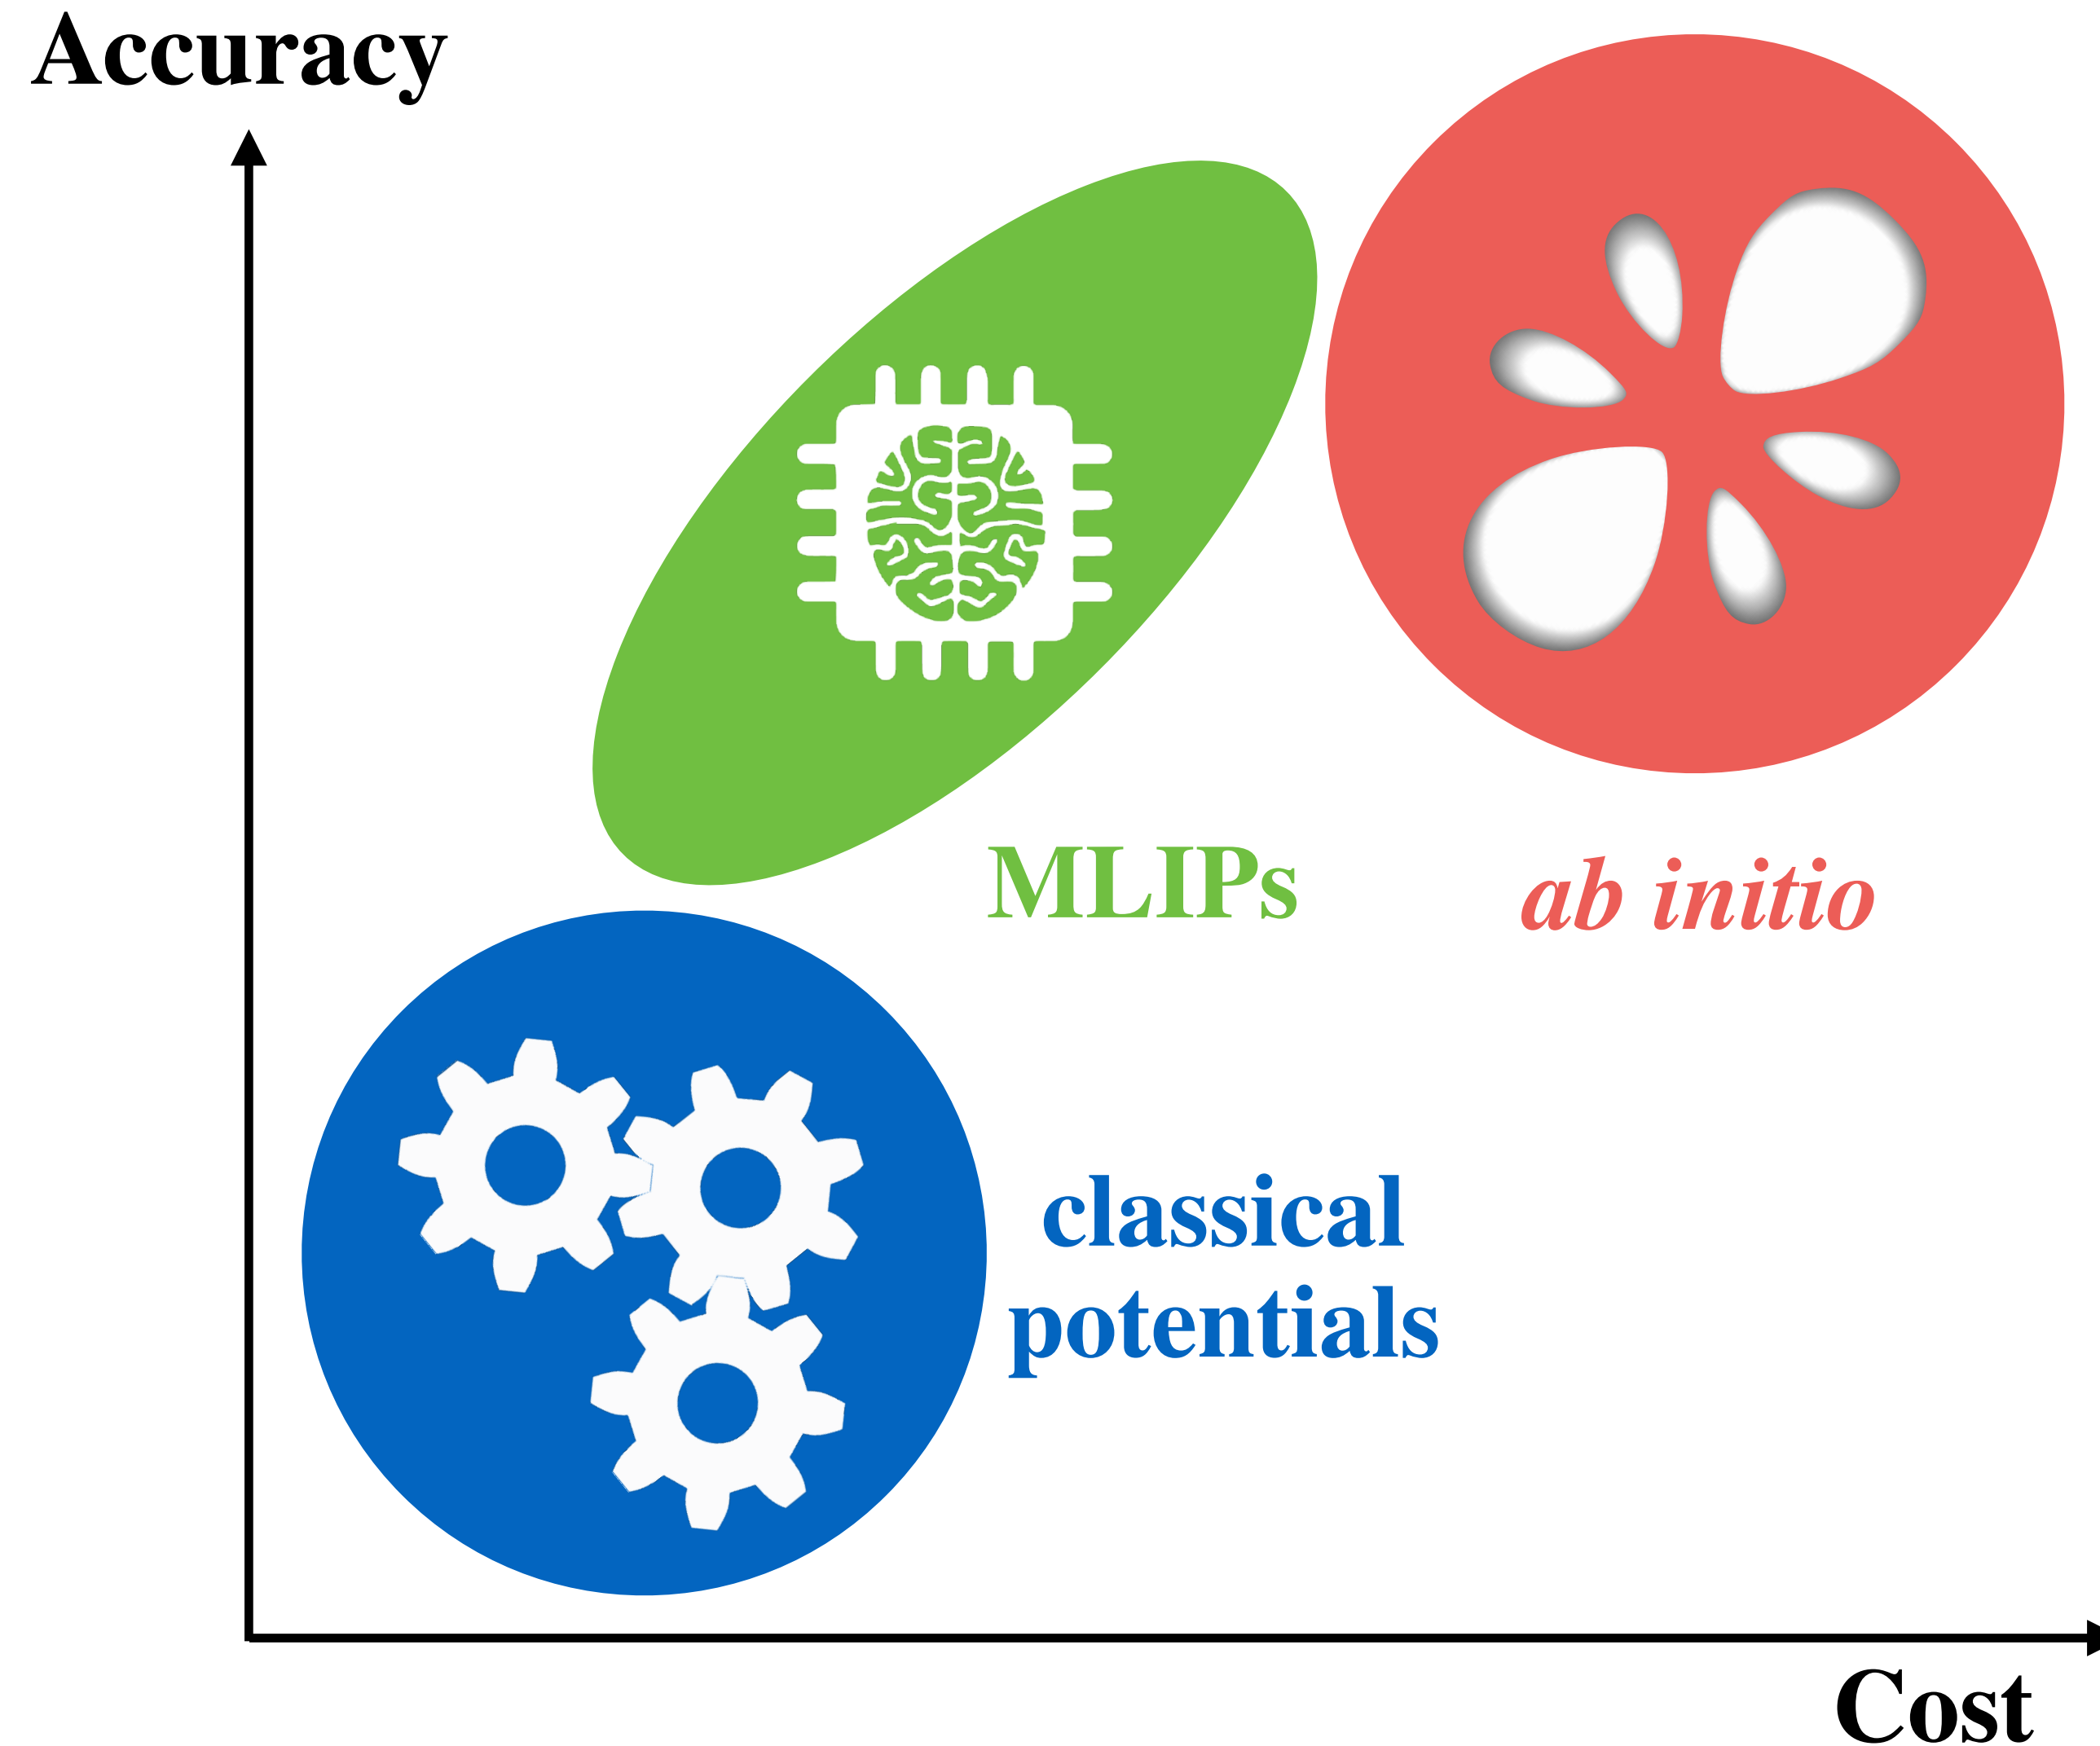 Accuracy
MLIPs
ab initio
classical
potentials
Cost